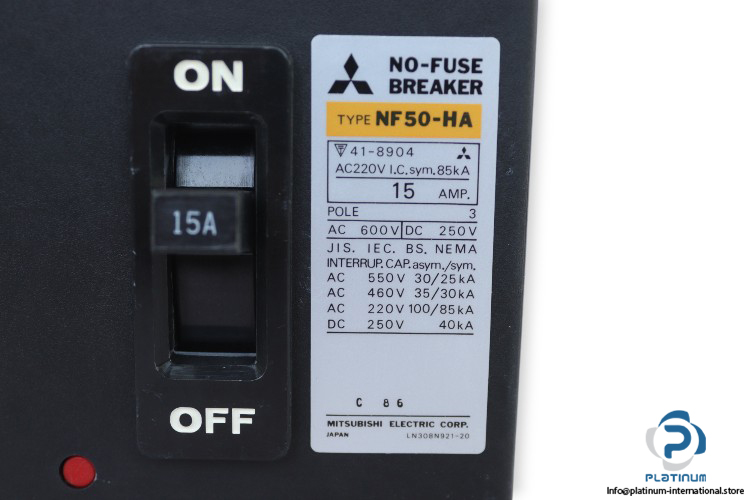 ON
15A
OFF
NO-FUSE
BREAKER
TYPE NF50-HA
41-8904
AC220V I.C. sym. 85kA
15 AMP.
POLE 3
AC 600V DC 250V
JIS. IEC. BS. NEMA
INTERRUP. CAP. asym./sym.
AC 550V 30/25kA
AC 460V 35/30kA
AC 220V 100/85kA
DC 250V 40kA
C 86
MITSUBISHI ELECTRIC CORP.
JAPAN LN308N921-20
PLATINUM
Info@platinum-international.store